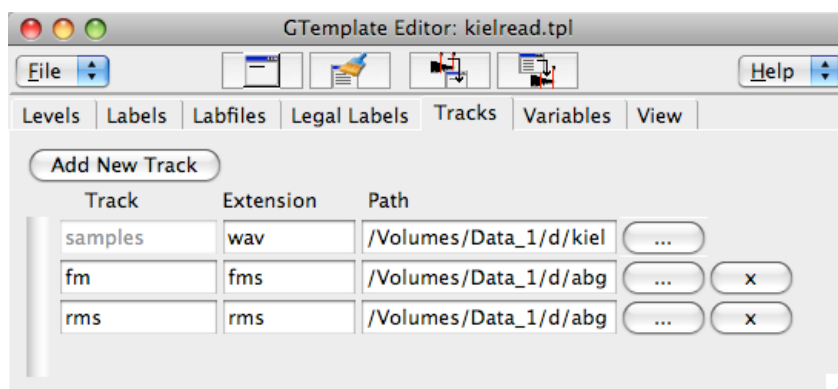 GTemplate Editor: kielread.tpl
File Help
Levels Labels Labfiles Legal Labels Tracks Variables View
Add New Track
Track Extension Path
samples wav /Volumes/Data_1/d/kiel ...
fm fms /Volumes/Data_1/d/abg ... x
rms rms /Volumes/Data_1/d/abg ... x